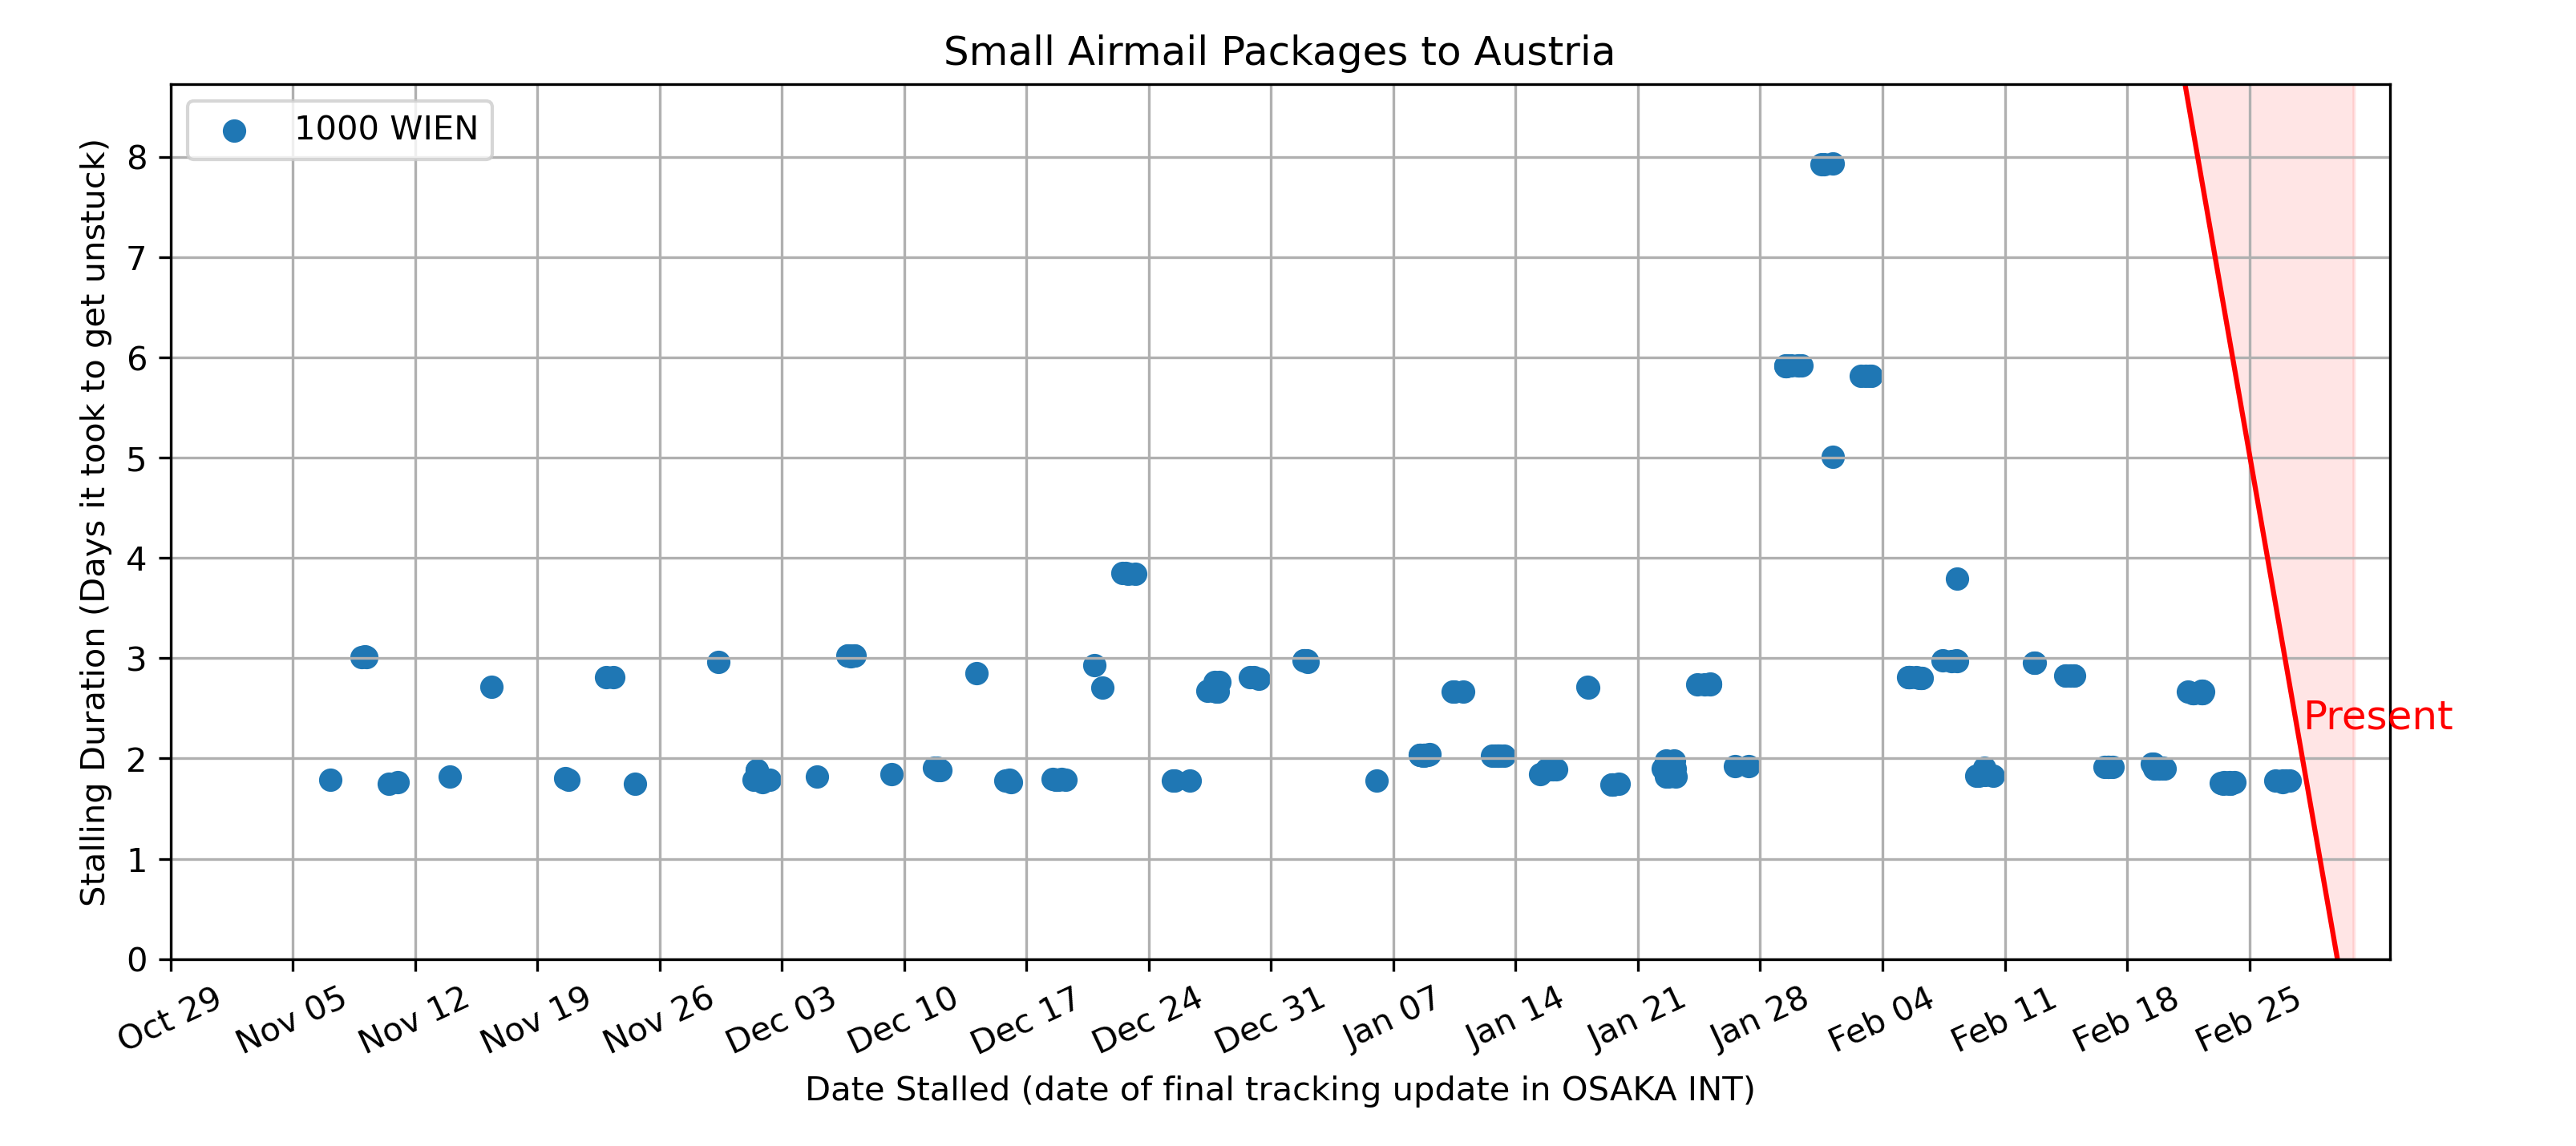 Small Airmail Packages to Austria
1000 WIEN
Stalling Duration (Days it took to get unstuck)
8
7
6
5
4
3
2
1
0
Present
Oct 29
Nov 05
Nov 12
Nov 19
Nov 26
Dec 03
Dec 10
Dec 17
Dec 24
Dec 31
Jan 07
Jan 14
Jan 21
Jan 28
Feb 04
Feb 11
Feb 18
Feb 25
Date Stalled (date of final tracking update in OSAKA INT)